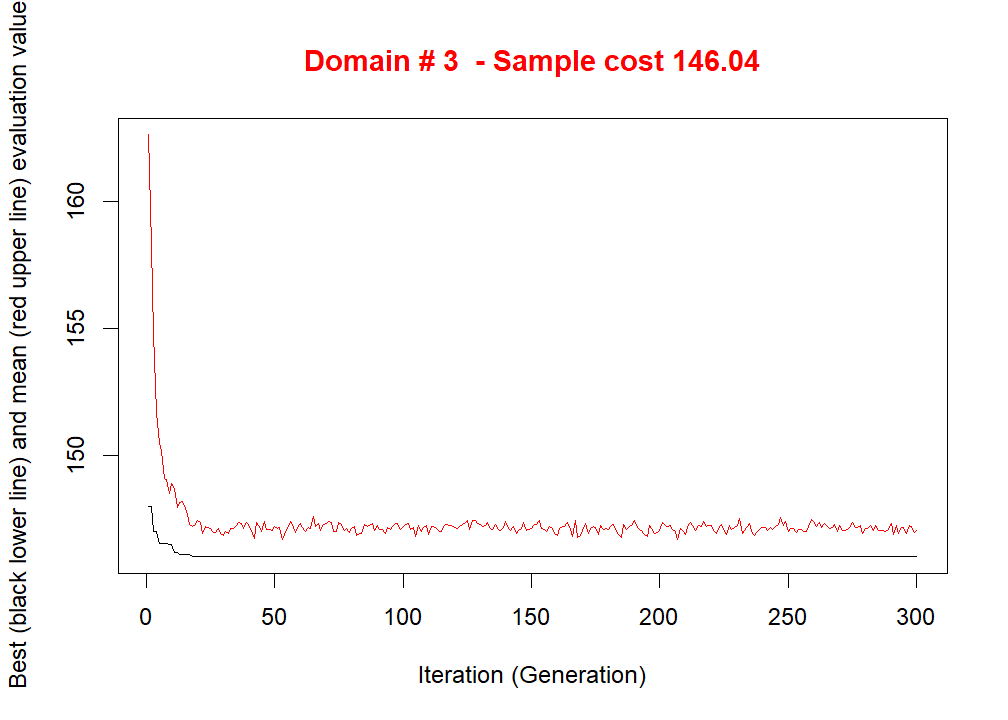 Domain # 3  - Sample cost 146.04
Best (black lower line) and mean (red upper line) evaluation value
160
155
150
0 50 100 150 200 250 300
Iteration (Generation)